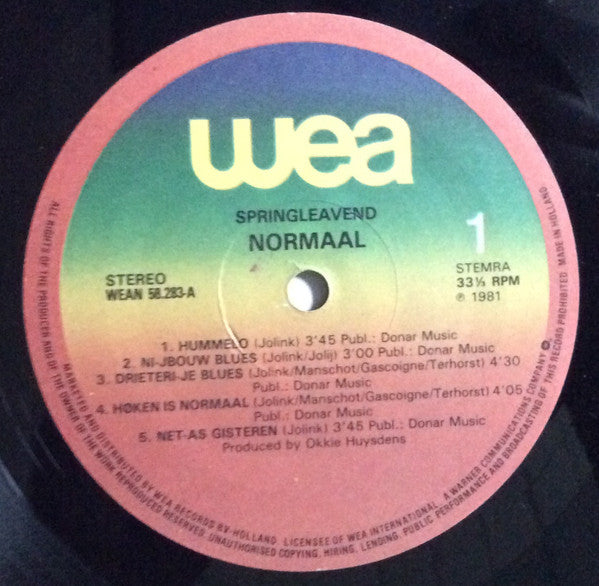 wea
SPRINGLEAVEND
NORMAAL
1
STEREO
WEAN 58.283-A
STEMRA
33⅓ RPM
℗ 1981
1. HUMMELO (Jolink) 3'45 Publ.: Donar Music
2. NI-JBOUW BLUES (Jolink/Jolij) 3'00 Publ.: Donar Music
3. DRIETERI-JE BLUES (Jolink/Manschot/Gascoigne/Terhorst) 4'30
Publ.: Donar Music
4. HØKEN IS NORMAAL (Jolink/Manschot/Gascoigne/Terhorst) 4'05
Publ.: Donar Music
5. NET-AS GISTEREN (Jolink) 3'45 Publ.: Donar Music
Produced by Okkie Huysdens
ALL RIGHTS OF THE PRODUCER AND OF THE OWNER OF THE WORK REPRODUCED RESERVED. UNAUTHORISED COPYING, HIRING, LENDING, PUBLIC PERFORMANCE AND BROADCASTING OF THIS RECORD PROHIBITED. MADE IN HOLLAND
MARKETED AND DISTRIBUTED BY WEA RECORDS BV-HOLLAND LICENSEE OF WEA INTERNATIONAL. A WARNER COMMUNICATIONS COMPANY